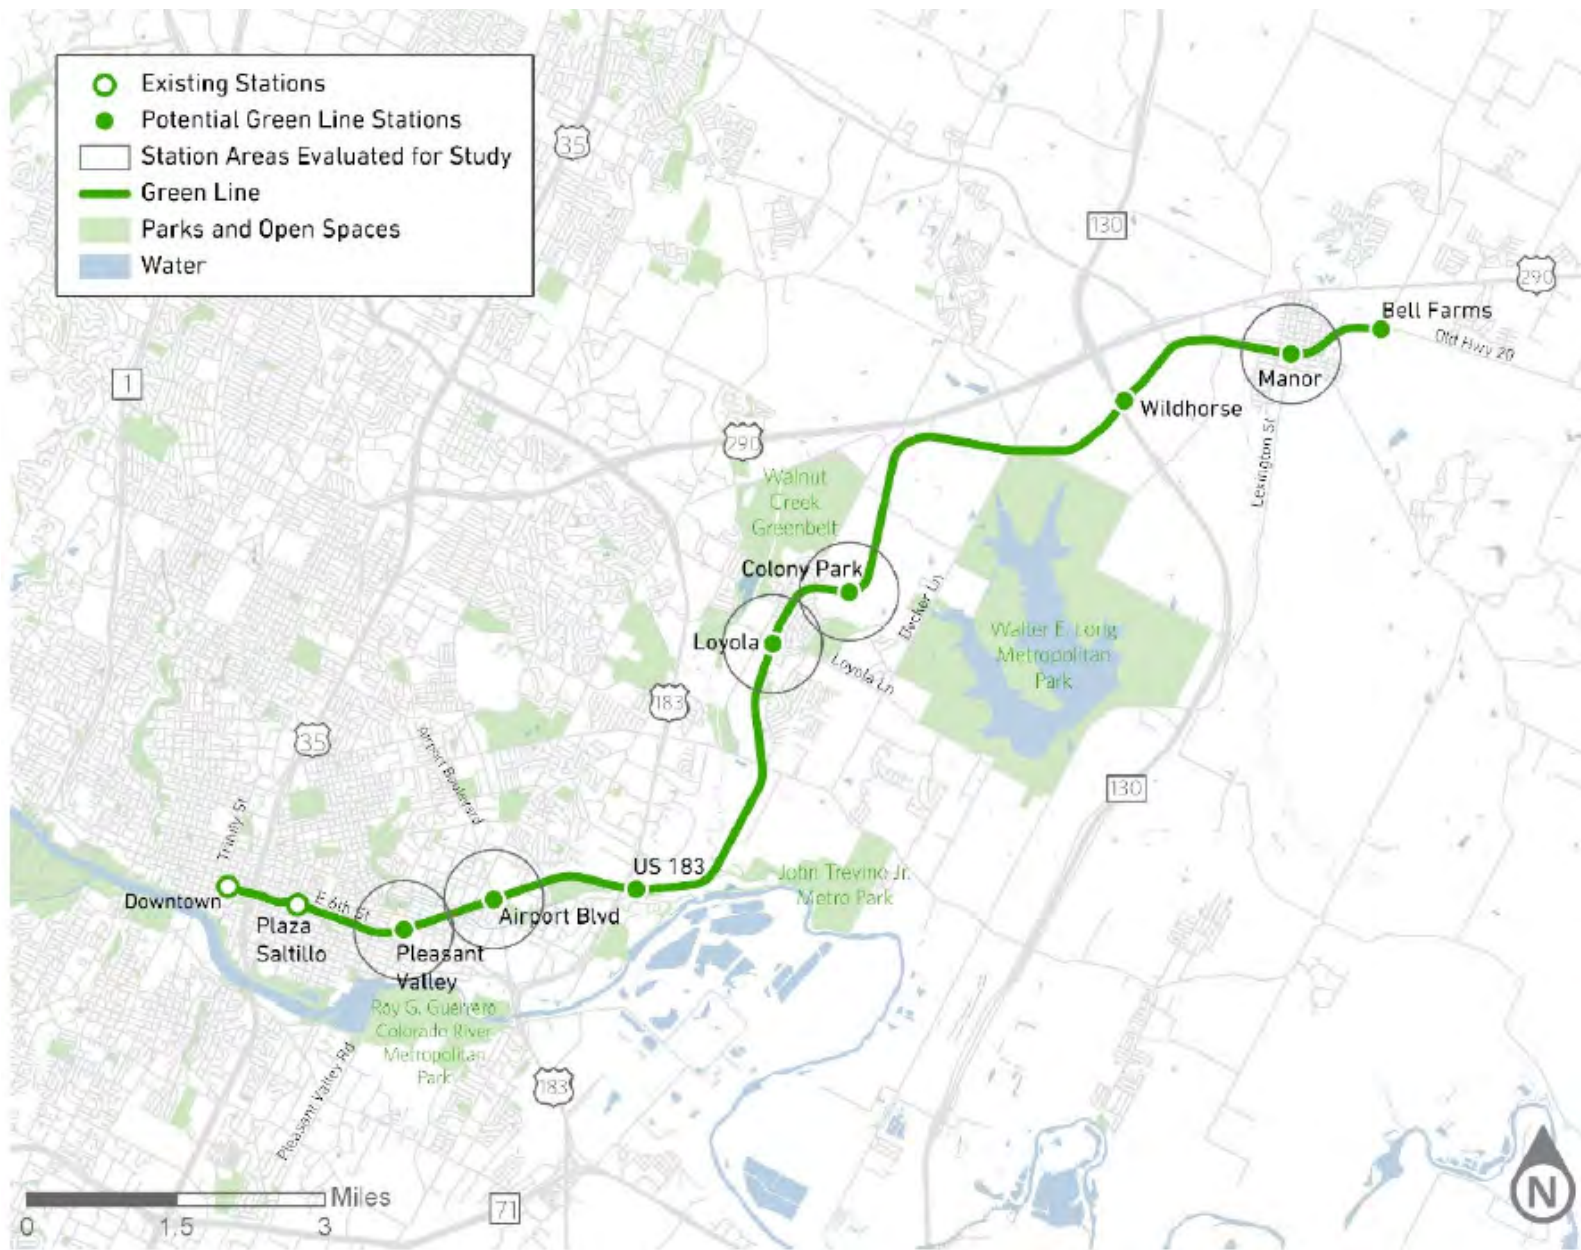 Existing Stations
Potential Green Line Stations
Station Areas Evaluated for Study
Green Line
Parks and Open Spaces
Water
35
130
290
Bell Farms
Old Hwy 20
Manor
1
Wildhorse
290
Lexington St
Walnut
Creek
Greenbelt
Colony Park
Decker Ln
Loyola
Walter E. Long
Metropolitan
Park
Loyola Ln
183
35
Airport Boulevard
130
Trinity St
US 183
John Trevino Jr.
Metro Park
Downtown
E 6th St
Airport Blvd
Plaza
Saltillo
Pleasant
Valley
Roy G. Guerrero
Colorado River
Metropolitan
Park
Pleasant Valley Rd
183
71
Miles
0
1.5
3
N